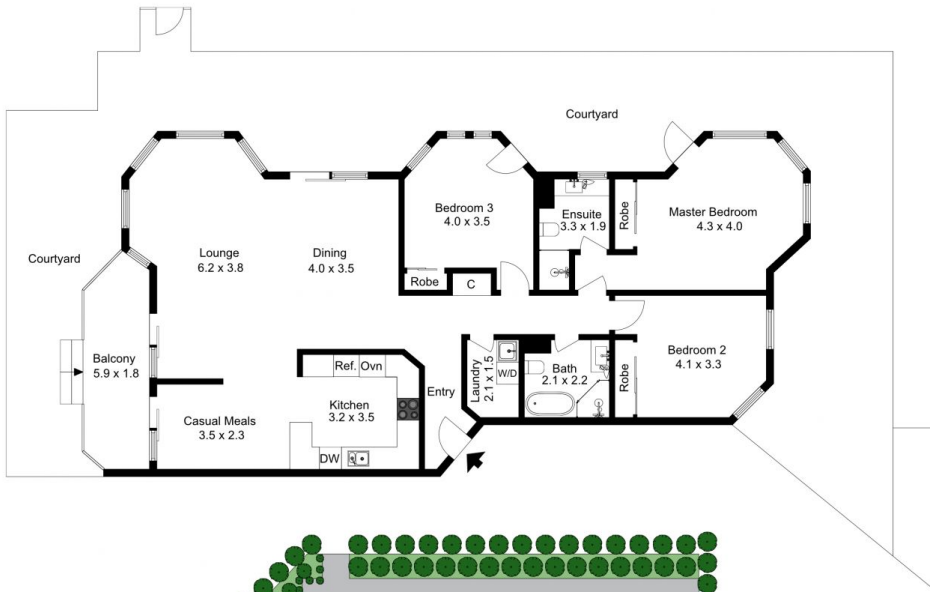 Courtyard
Bedroom 3
4.0 x 3.5
Ensuite
3.3 x 1.9
Robe
Master Bedroom
4.3 x 4.0
Courtyard
Lounge
6.2 x 3.8
Dining
4.0 x 3.5
Robe
C
Balcony
5.9 x 1.8
Ref.
Ovn
Kitchen
3.2 x 3.5
Casual Meals
3.5 x 2.3
DW
Entry
Laundry
2.1 x 1.5
W/D
Bath
2.1 x 2.2
Robe
Bedroom 2
4.1 x 3.3